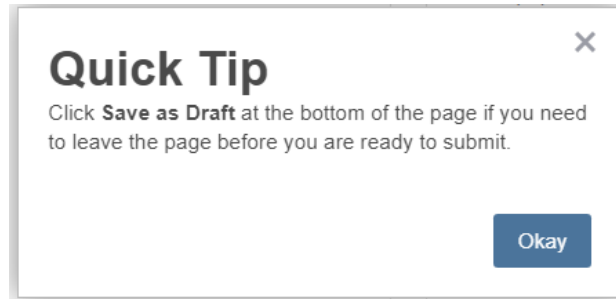 Quick Tip
Click Save as Draft at the bottom of the page if you need
to leave the page before you are ready to submit.
Okay